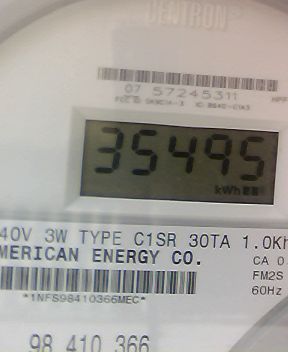 CENTRON®
07 57245311
35495
kWh
40V 3W TYPE C1SR 30TA 1.0Kh
MERICAN ENERGY CO.
CA 0.
FM2S
60Hz
*1NFS98410366MEC*
98 410 366